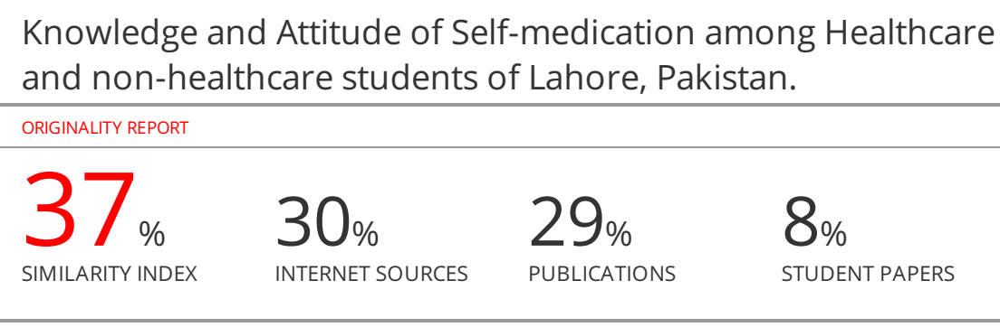 Knowledge and Attitude of Self-medication among Healthcare
and non-healthcare students of Lahore, Pakistan.
ORIGINALITY REPORT
37% 30% 29% 8%
SIMILARITY INDEX INTERNET SOURCES PUBLICATIONS STUDENT PAPERS